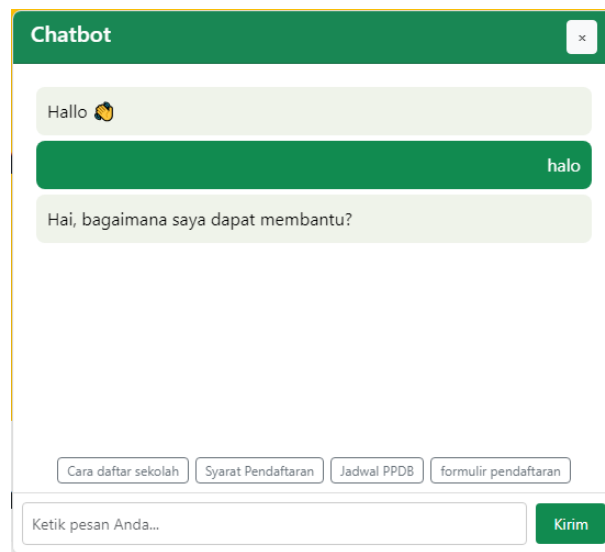 Chatbot
×
Hallo 👏
halo
Hai, bagaimana saya dapat membantu?
Cara daftar sekolah
Syarat Pendaftaran
Jadwal PPDB
formulir pendaftaran
Ketik pesan Anda...
Kirim